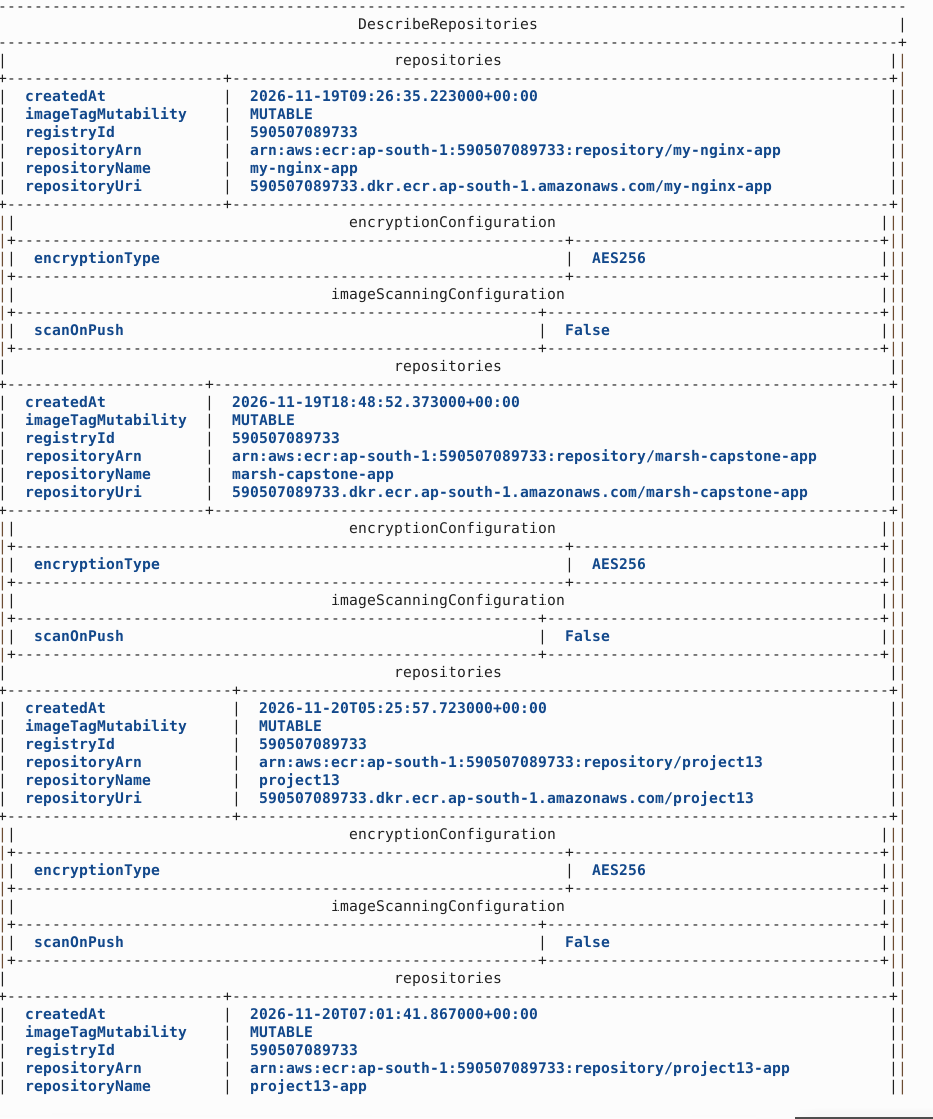 DescribeRepositories
repositories
createdAt | 2026-11-19T09:26:35.223000+00:00
imageTagMutability | MUTABLE
registryId | 590507089733
repositoryArn | arn:aws:ecr:ap-south-1:590507089733:repository/my-nginx-app
repositoryName | my-nginx-app
repositoryUri | 590507089733.dkr.ecr.ap-south-1.amazonaws.com/my-nginx-app
encryptionConfiguration
encryptionType | AES256
imageScanningConfiguration
scanOnPush | False
repositories
createdAt | 2026-11-19T18:48:52.373000+00:00
imageTagMutability | MUTABLE
registryId | 590507089733
repositoryArn | arn:aws:ecr:ap-south-1:590507089733:repository/marsh-capstone-app
repositoryName | marsh-capstone-app
repositoryUri | 590507089733.dkr.ecr.ap-south-1.amazonaws.com/marsh-capstone-app
encryptionConfiguration
encryptionType | AES256
imageScanningConfiguration
scanOnPush | False
repositories
createdAt | 2026-11-20T05:25:57.723000+00:00
imageTagMutability | MUTABLE
registryId | 590507089733
repositoryArn | arn:aws:ecr:ap-south-1:590507089733:repository/project13
repositoryName | project13
repositoryUri | 590507089733.dkr.ecr.ap-south-1.amazonaws.com/project13
encryptionConfiguration
encryptionType | AES256
imageScanningConfiguration
scanOnPush | False
repositories
createdAt | 2026-11-20T07:01:41.867000+00:00
imageTagMutability | MUTABLE
registryId | 590507089733
repositoryArn | arn:aws:ecr:ap-south-1:590507089733:repository/project13-app
repositoryName | project13-app